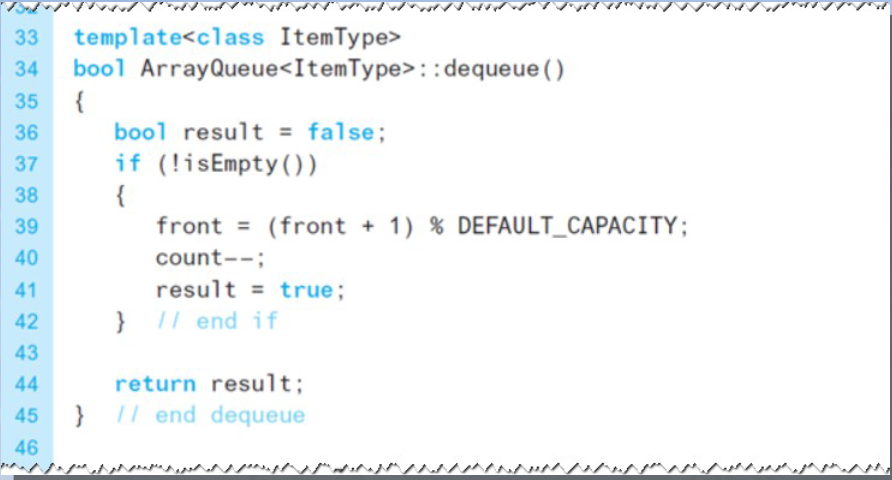 33 template<class ItemType>
34 bool ArrayQueue<ItemType>::dequeue()
35 {
36 bool result = false;
37 if (!isEmpty())
38 {
39 front = (front + 1) % DEFAULT_CAPACITY;
40 count--;
41 result = true;
42 } // end if
43
44 return result;
45 } // end dequeue
46